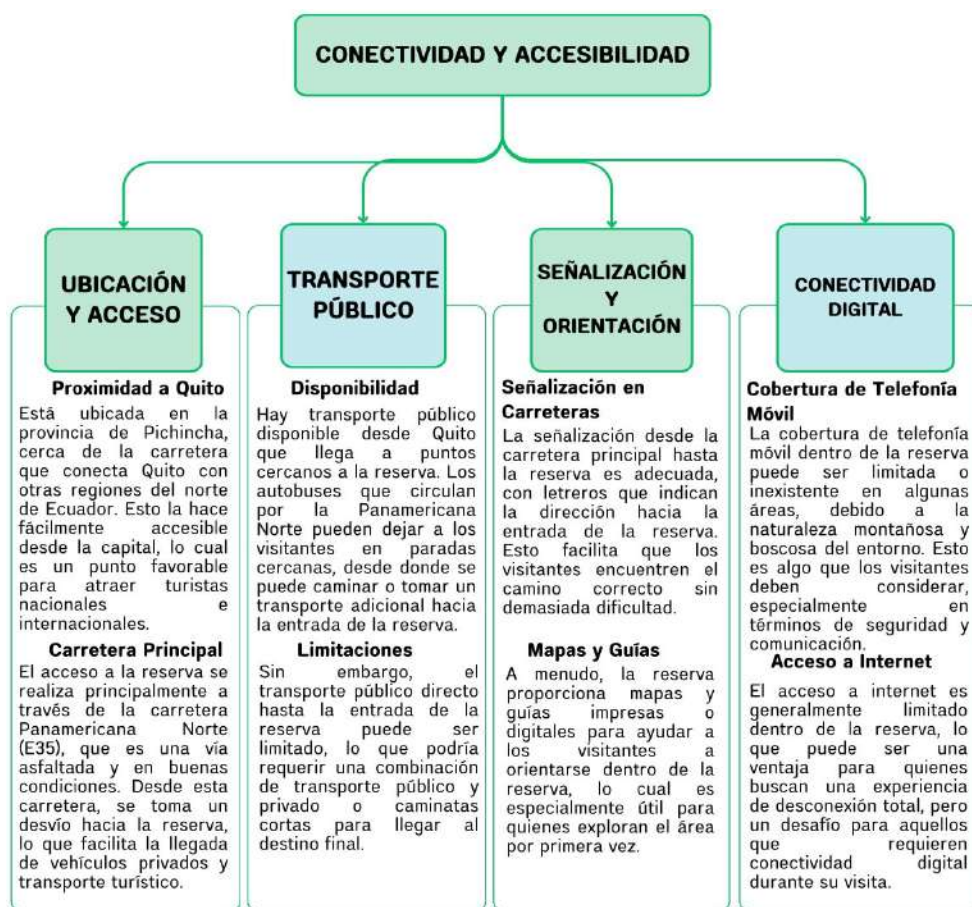 CONECTIVIDAD Y ACCESIBILIDAD
UBICACIÓN
Y ACCESO
Proximidad a Quito
Está ubicada en la
provincia de Pichincha,
cerca de la carretera
que conecta Quito con
otras regiones del norte
de Ecuador. Esto la hace
fácilmente accesible
desde la capital, lo cual
es un punto favorable
para atraer turistas
nacionales e
internacionales.
Carretera Principal
El acceso a la reserva se
realiza principalmente a
través de la carretera
Panamericana Norte
(E35), que es una vía
asfaltada y en buenas
condiciones. Desde esta
carretera, se toma un
desvío hacia la reserva,
lo que facilita la llegada
de vehículos privados y
transporte turístico.
TRANSPORTE
PÚBLICO
Disponibilidad
Hay transporte público
disponible desde Quito
que llega a puntos
cercanos a la reserva. Los
autobuses que circulan
por la Panamericana
Norte pueden dejar a los
visitantes en paradas
cercanas, desde donde se
puede caminar o tomar un
transporte adicional hacia
la entrada de la reserva.
Limitaciones
Sin embargo, el
transporte público directo
hasta la entrada de la
reserva puede ser
limitado, lo que podría
requerir una combinación
de transporte público y
privado o caminatas
cortas para llegar al
destino final.
SEÑALIZACIÓN
Y
ORIENTACIÓN
Señalización en
Carreteras
La señalización desde la
carretera principal hasta
la reserva es adecuada,
con letreros que indican
la dirección hacia la
entrada de la reserva.
Esto facilita que los
visitantes encuentren el
camino correcto sin
demasiada dificultad.
Mapas y Guías
A menudo, la reserva
proporciona mapas y
guías impresas o
digitales para ayudar a
los visitantes a
orientarse dentro de la
reserva, lo cual es
especialmente útil para
quienes exploran el área
por primera vez.
CONECTIVIDAD
DIGITAL
Cobertura de Telefonía
Móvil
La cobertura de telefonía
móvil dentro de la reserva
puede ser limitada o
inexistente en algunas
áreas, debido a la
naturaleza montañosa y
boscosa del entorno. Esto
es algo que los visitantes
deben considerar,
especialmente en
términos de seguridad y
comunicación.
Acceso a Internet
El acceso a internet es
generalmente limitado
dentro de la reserva, lo
que puede ser una
ventaja para quienes
buscan una experiencia
de desconexión total, pero
un desafío para aquellos
que requieren
conectividad digital
durante su visita.